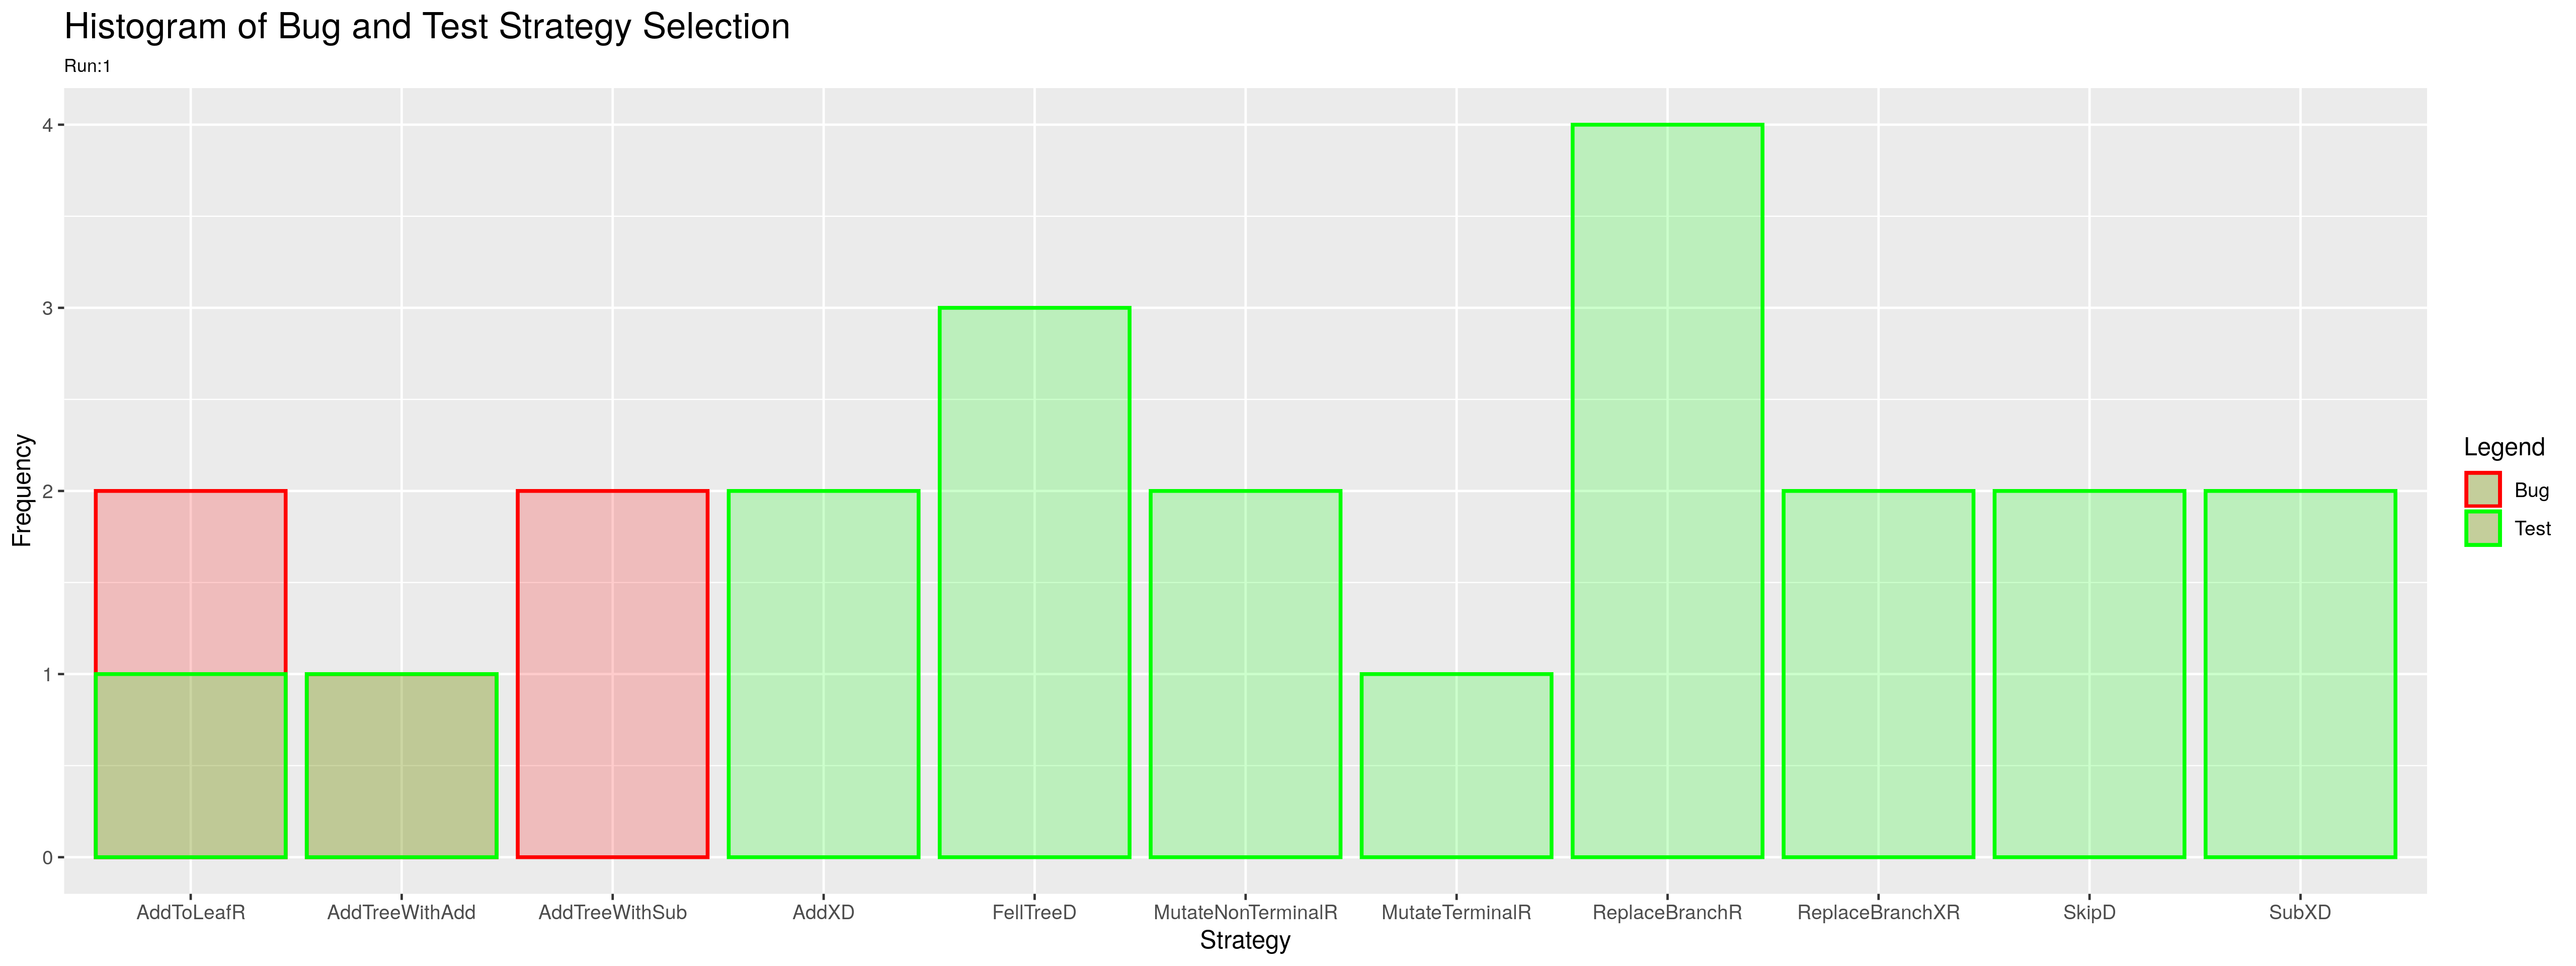 Histogram of Bug and Test Strategy Selection
Run:1
Frequency
4
3
2
1
0
AddToLeafR AddTreeWithAdd AddTreeWithSub AddXD FellTreeD MutateNonTerminalR MutateTerminalR ReplaceBranchR ReplaceBranchXR SkipD SubXD
Strategy
Legend
Bug
Test